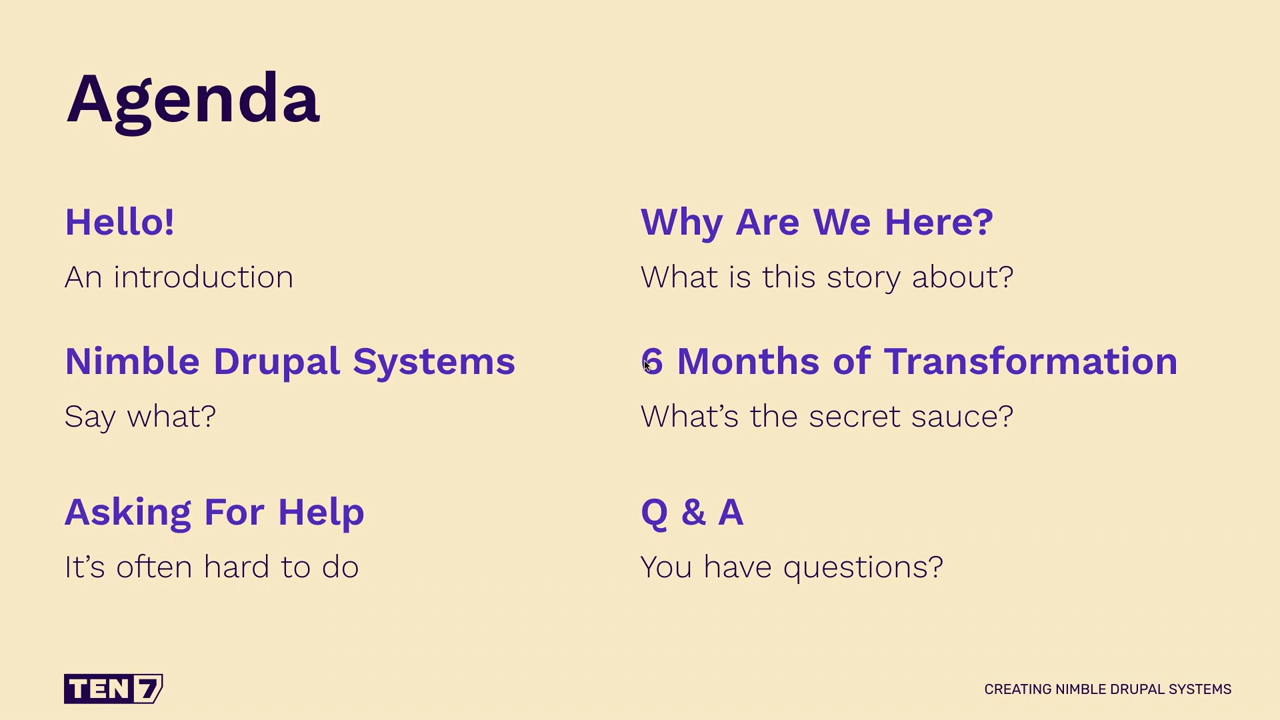 Agenda
Hello!
An introduction
Why Are We Here?
What is this story about?
Nimble Drupal Systems
Say what?
6 Months of Transformation
What’s the secret sauce?
Asking For Help
It’s often hard to do
Q & A
You have questions?
TEN7
CREATING NIMBLE DRUPAL SYSTEMS